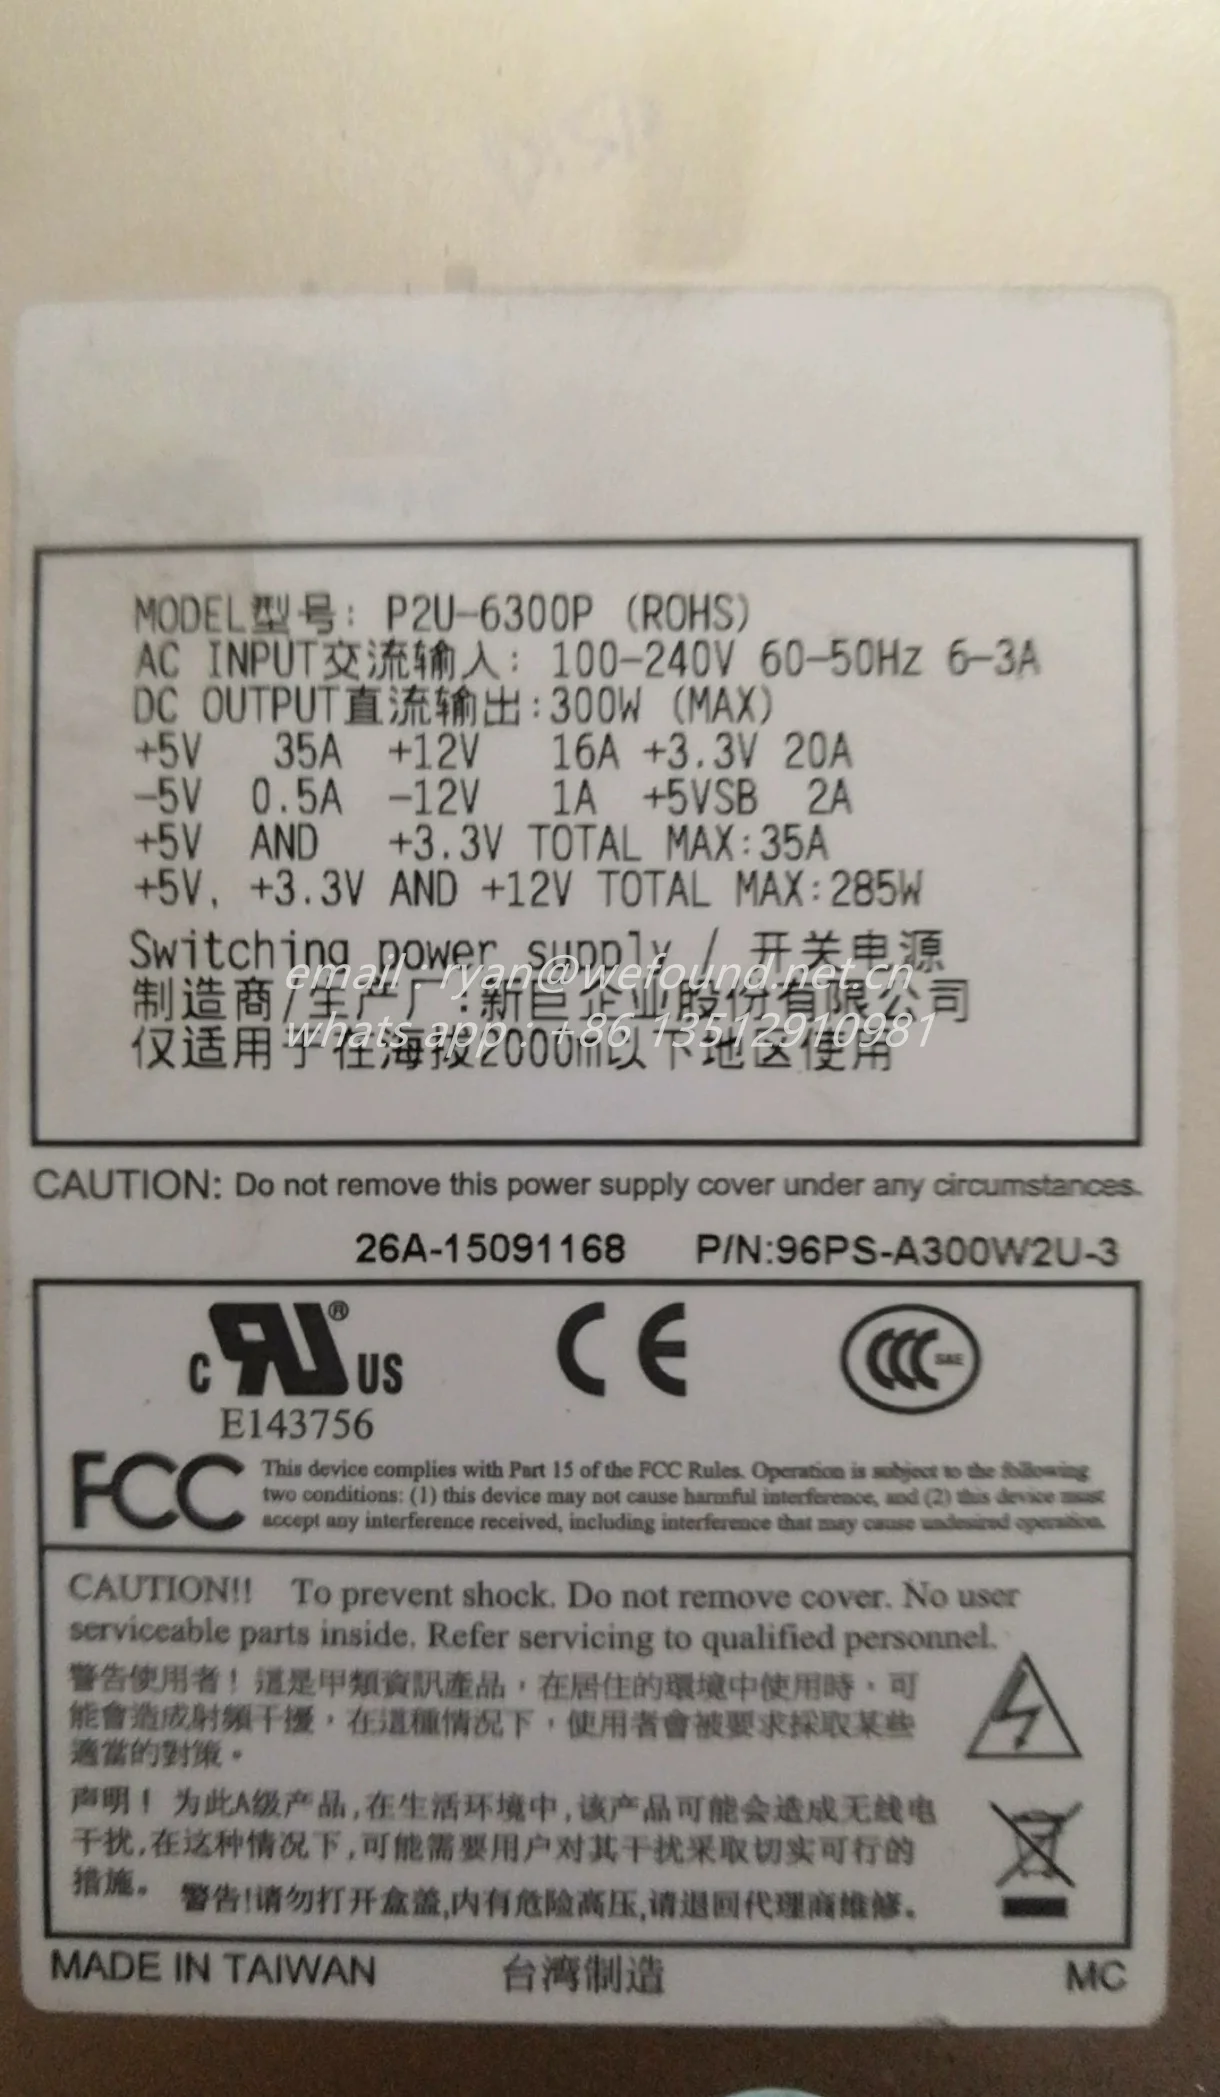 MODEL型号: P2U-6300P (ROHS)
AC INPUT交流输入: 100-240V 60-50Hz 6-3A
DC OUTPUT直流输出:300W (MAX)
+5V 35A +12V 16A +3.3V 20A
-5V 0.5A -12V 1A +5VSB 2A
+5V AND +3.3V TOTAL MAX:35A
+5V, +3.3V AND +12V TOTAL MAX:285W
Switching power supply / 开关电源
email : ryan@wefound.net.cn
制造商/生产厂:新巨企业股份有限公司
whats app : +86 13512910981
仅适用于在海拔2000m以下地区使用
CAUTION: Do not remove this power supply cover under any circumstances.
26A-15091168 P/N:96PS-A300W2U-3
C RU ® US CE CCC S&E
E143756
FCC This device complies with Part 15 of the FCC Rules. Operation is subject to the following
two conditions: (1) this device may not cause harmful interference, and (2) this device must
accept any interference received, including interference that may cause undesired operation.
CAUTION!! To prevent shock. Do not remove cover. No user
serviceable parts inside. Refer servicing to qualified personnel.
警告使用者!這是甲類資訊產品,在居住的環境中使用時,可
能會造成射頻干擾,在這種情況下,使用者會被要求採取某些
適當的對策。
声明!为此A级产品,在生活环境中,该产品可能会造成无线电
干扰,在这种情况下,可能需要用户对其干扰采取切实可行的
措施。 警告!请勿打开盒盖,内有危险高压,请退回代理商维修。
MADE IN TAIWAN 台湾制造 MC